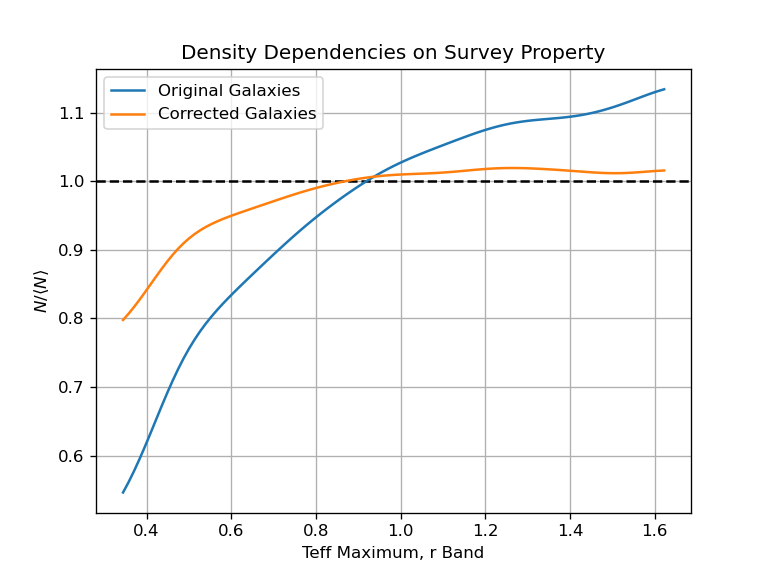 Density Dependencies on Survey Property
Original Galaxies
Corrected Galaxies
1.1
1.0
0.9
0.8
0.7
0.6
N/⟨N⟩
0.4 0.6 0.8 1.0 1.2 1.4 1.6
Teff Maximum, r Band